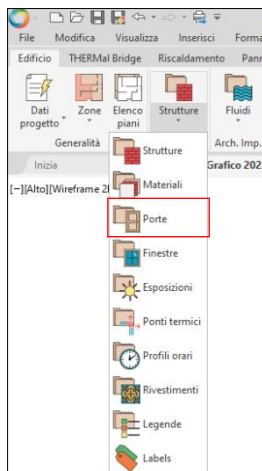 File Modifica Visualizza Inserisci Forma
Edificio THERMal Bridge Riscaldamento Pann
Dati progetto Zone Elenco piani Strutture Fluidi
Generalità Arch. Imp.
Inizia Grafico 202
[−][Alto][Wireframe 2
Strutture
Materiali
Porte
Finestre
Esposizioni
Ponti termici
Profili orari
Rivestimenti
Legende
Labels